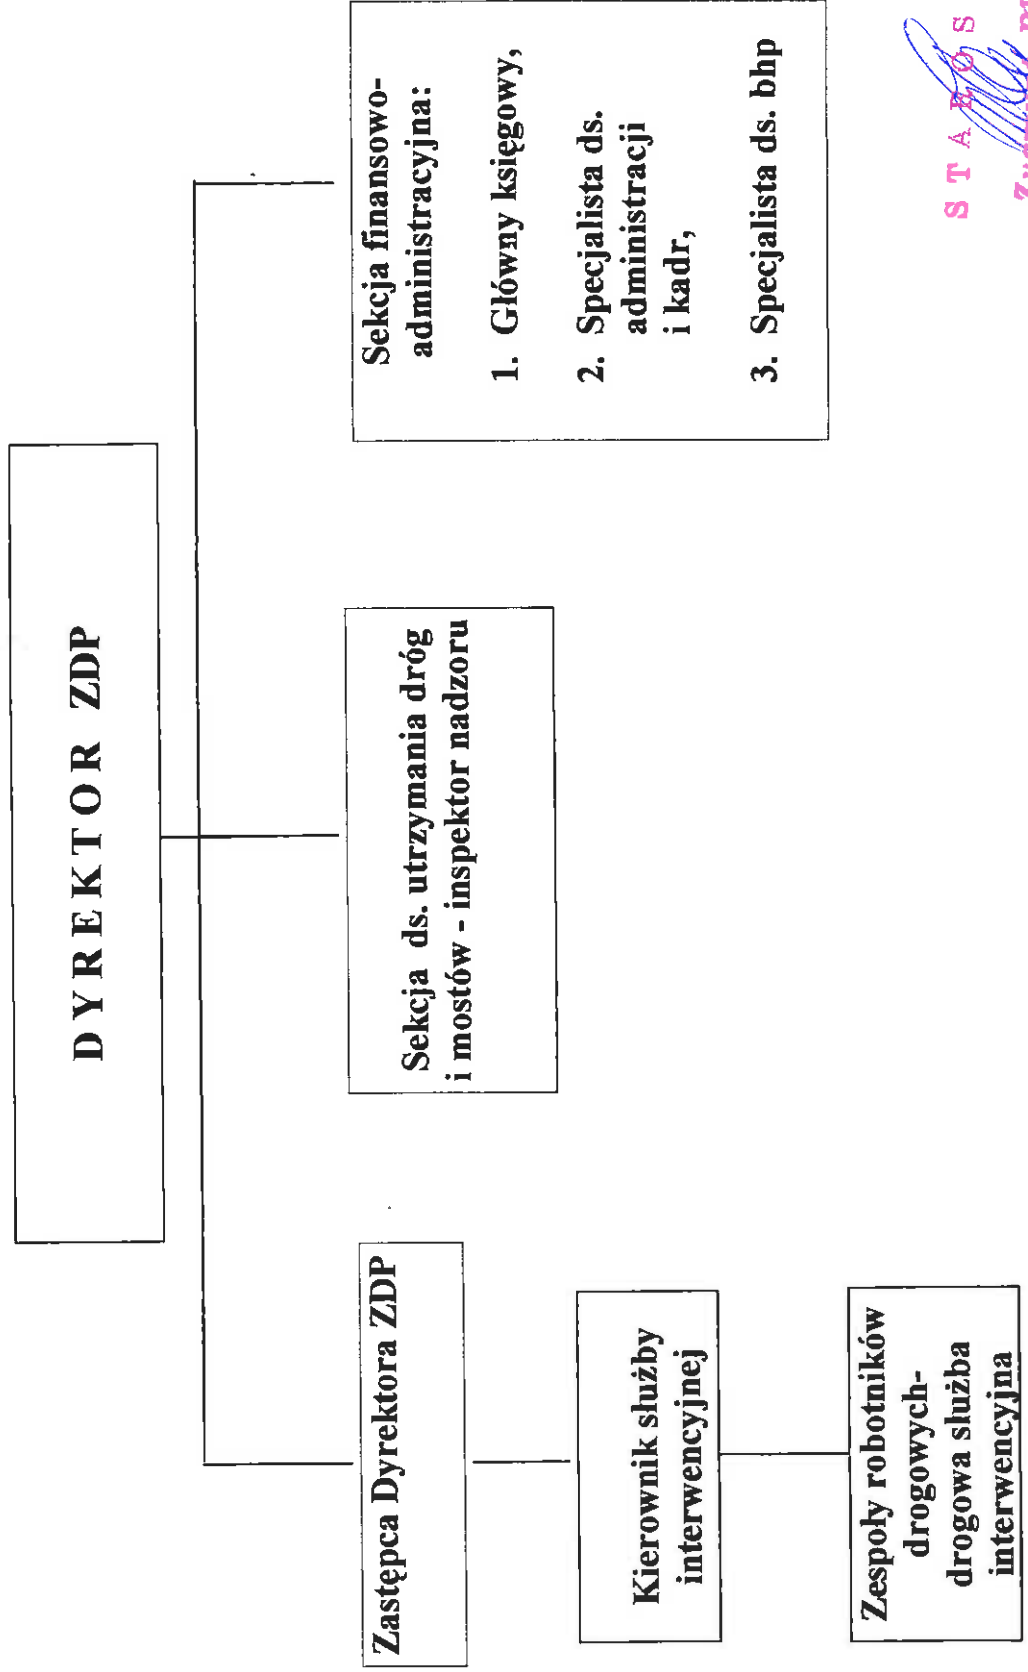 DYREKTOR ZDP
Zastępca Dyrektora ZDP
Kierownik służby
interwencyjnej
Zespoły robotników
drogowych-
drogowa służba
interwencyjna
Sekcja ds. utrzymania dróg
i mostów - inspektor nadzoru
Sekcja finansowo-
administracyjna:
1. Główny księgowy,
2. Specjalista ds.
administracji
i kadr,
3. Specjalista ds. bhp
S T A R O S